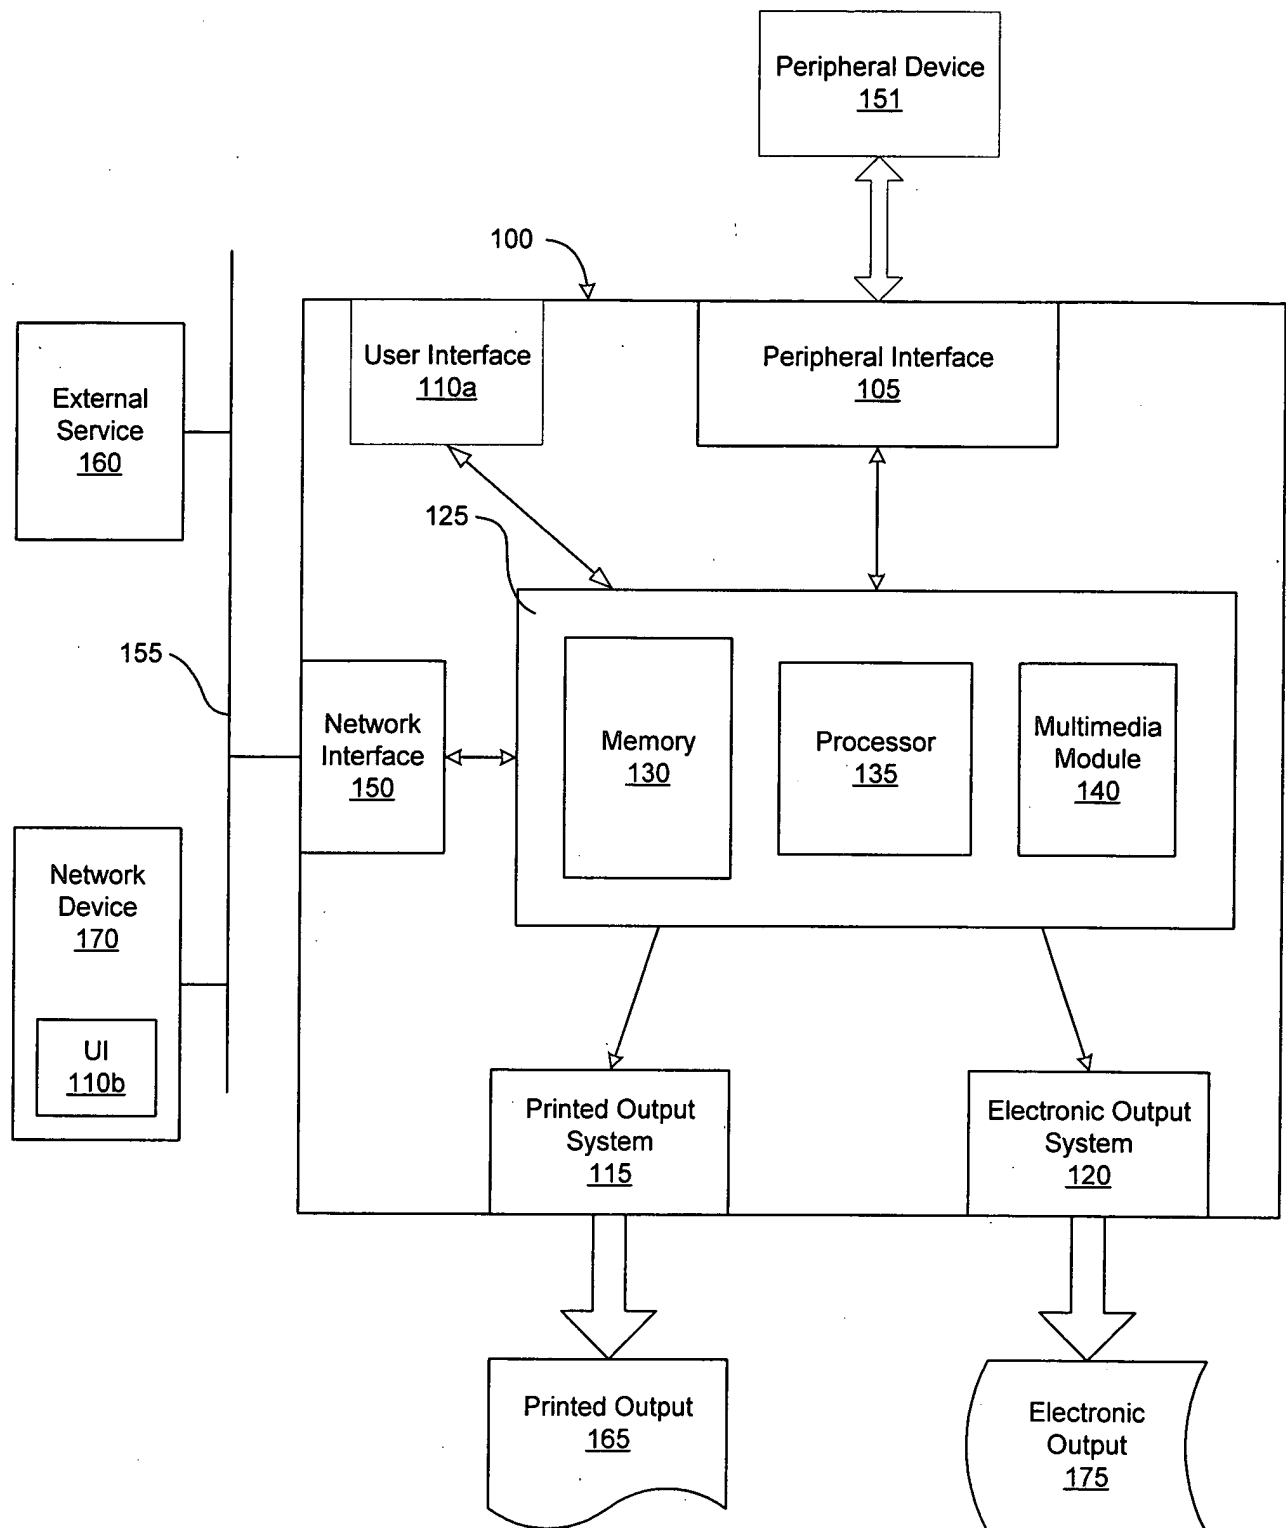 Peripheral Device
151
100
User Interface
110a
Peripheral Interface
105
External
Service
160
125
155
Network
Interface
150
Memory
130
Processor
135
Multimedia
Module
140
Network
Device
170
UI
110b
Printed Output
System
115
Electronic Output
System
120
Printed Output
165
Electronic
Output
175